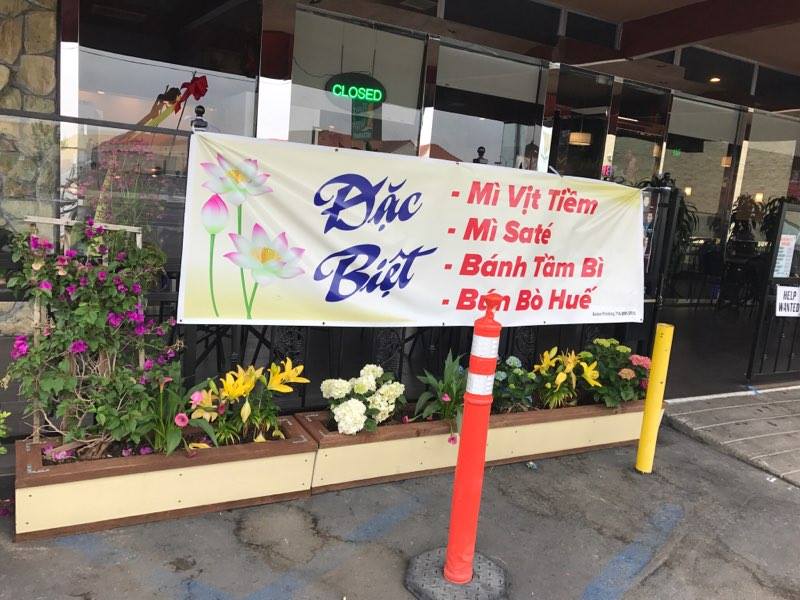 CLOSED
Đặc
Biệt
- Mì Vịt Tiềm
- Mì Saté
- Bánh Tầm Bì
- Bún Bò Huế
HELP
WANTED